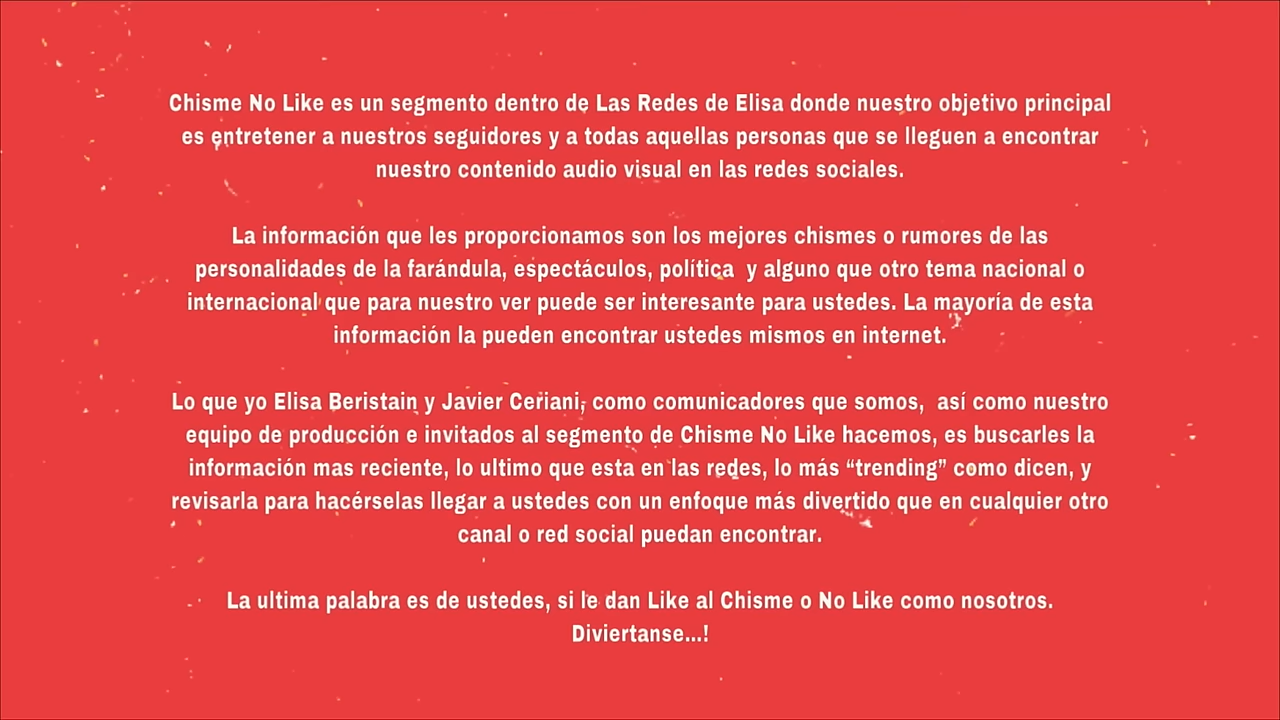 Chisme No Like es un segmento dentro de Las Redes de Elisa donde nuestro objetivo principal
es entretener a nuestros seguidores y a todas aquellas personas que se lleguen a encontrar
nuestro contenido audio visual en las redes sociales.
La información que les proporcionamos son los mejores chismes o rumores de las
personalidades de la farándula, espectáculos, política  y alguno que otro tema nacional o
internacional que para nuestro ver puede ser interesante para ustedes. La mayoría de esta
información la pueden encontrar ustedes mismos en internet.
Lo que yo Elisa Beristain y Javier Ceriani, como comunicadores que somos,  así como nuestro
equipo de producción e invitados al segmento de Chisme No Like hacemos, es buscarles la
información mas reciente, lo ultimo que esta en las redes, lo más “trending” como dicen, y
revisarla para hacérselas llegar a ustedes con un enfoque más divertido que en cualquier otro
canal o red social puedan encontrar.
La ultima palabra es de ustedes, si le dan Like al Chisme o No Like como nosotros.
Diviertanse...!